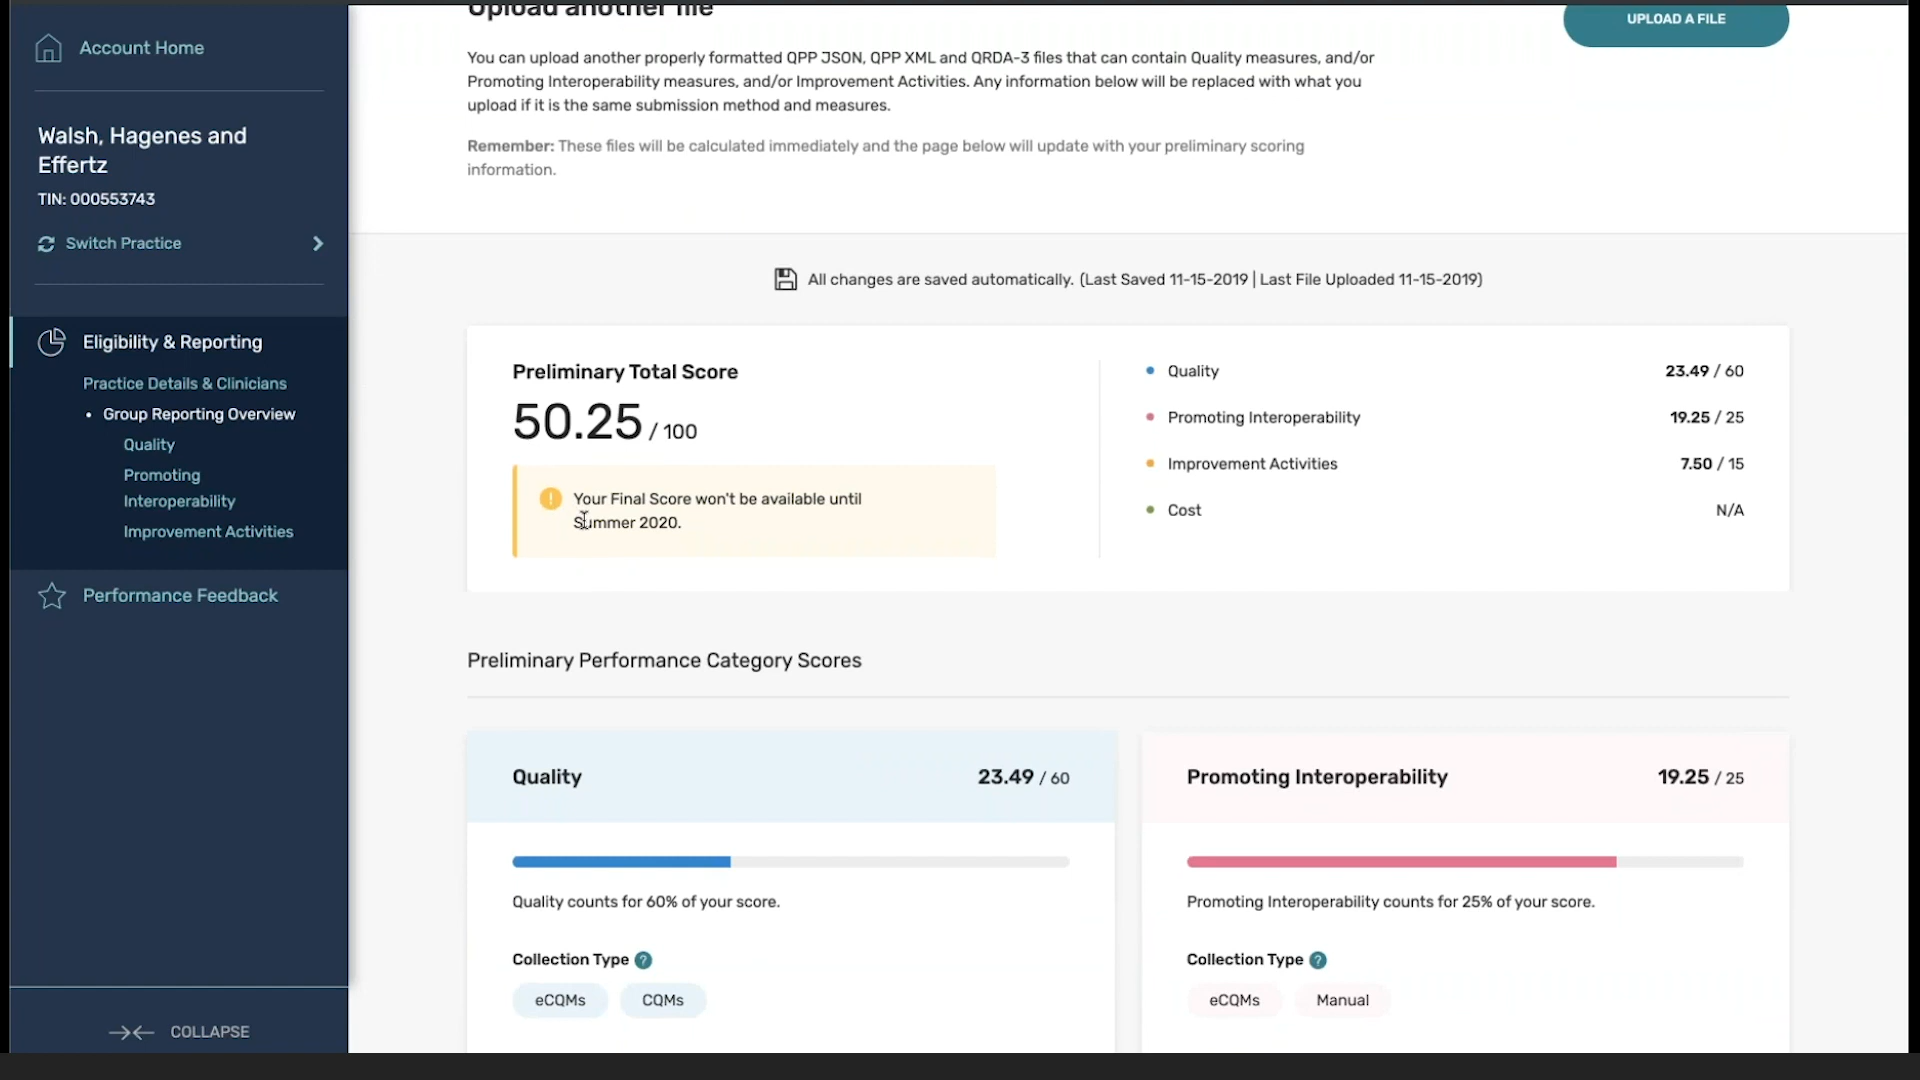 Account Home
Walsh, Hagenes and
Effertz
TIN: 000553743
Switch Practice
Eligibility & Reporting
Practice Details & Clinicians
• Group Reporting Overview
Quality
Promoting
Interoperability
Improvement Activities
Performance Feedback
COLLAPSE
Upload another file
UPLOAD A FILE
You can upload another properly formatted QPP JSON, QPP XML and QRDA-3 files that can contain Quality measures, and/or
Promoting Interoperability measures, and/or Improvement Activities. Any information below will be replaced with what you
upload if it is the same submission method and measures.
Remember: These files will be calculated immediately and the page below will update with your preliminary scoring
information.
All changes are saved automatically. (Last Saved 11-15-2019 | Last File Uploaded 11-15-2019)
Preliminary Total Score
50.25 / 100
Your Final Score won't be available until
Summer 2020.
Quality 23.49 / 60
Promoting Interoperability 19.25 / 25
Improvement Activities 7.50 / 15
Cost N/A
Preliminary Performance Category Scores
Quality 23.49 / 60
Quality counts for 60% of your score.
Collection Type ?
eCQMs CQMs
Promoting Interoperability 19.25 / 25
Promoting Interoperability counts for 25% of your score.
Collection Type ?
eCQMs Manual